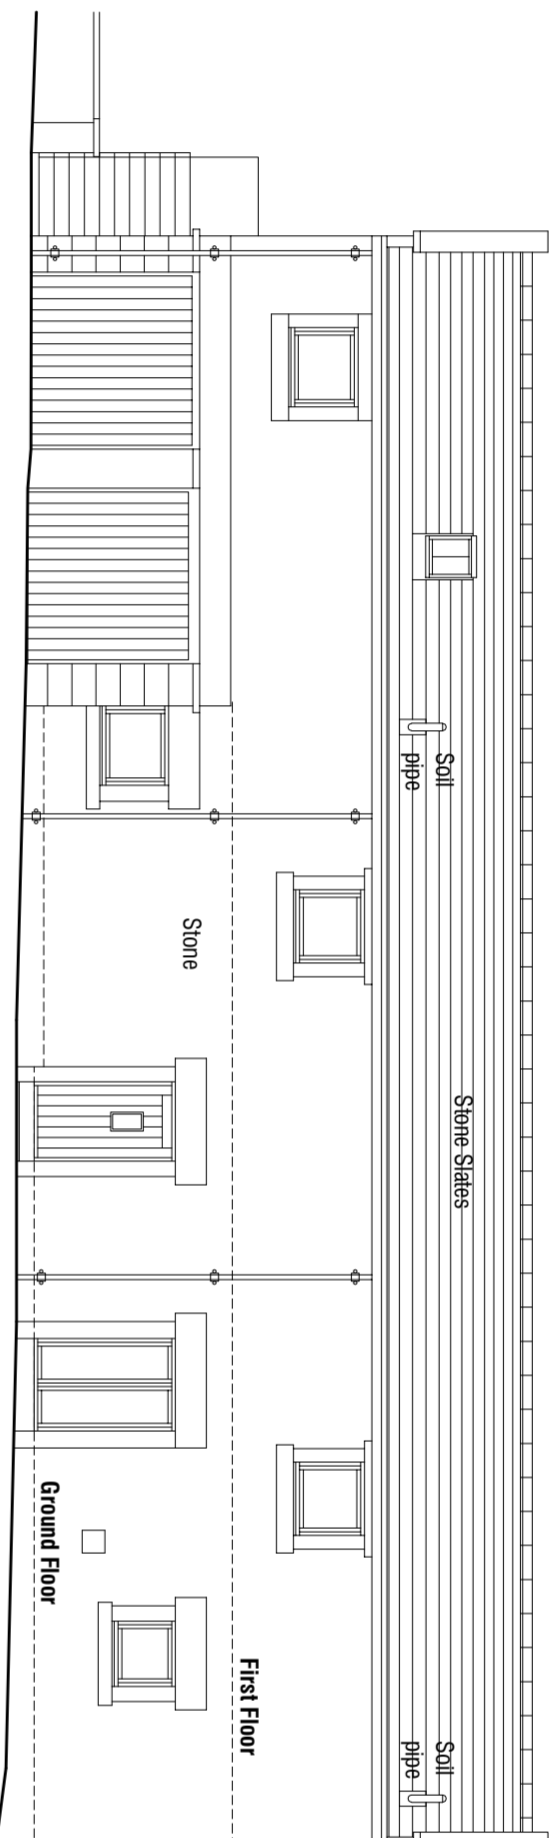 Soil
pipe
Stone Slates
Soil
pipe
First Floor
Stone
Ground Floor